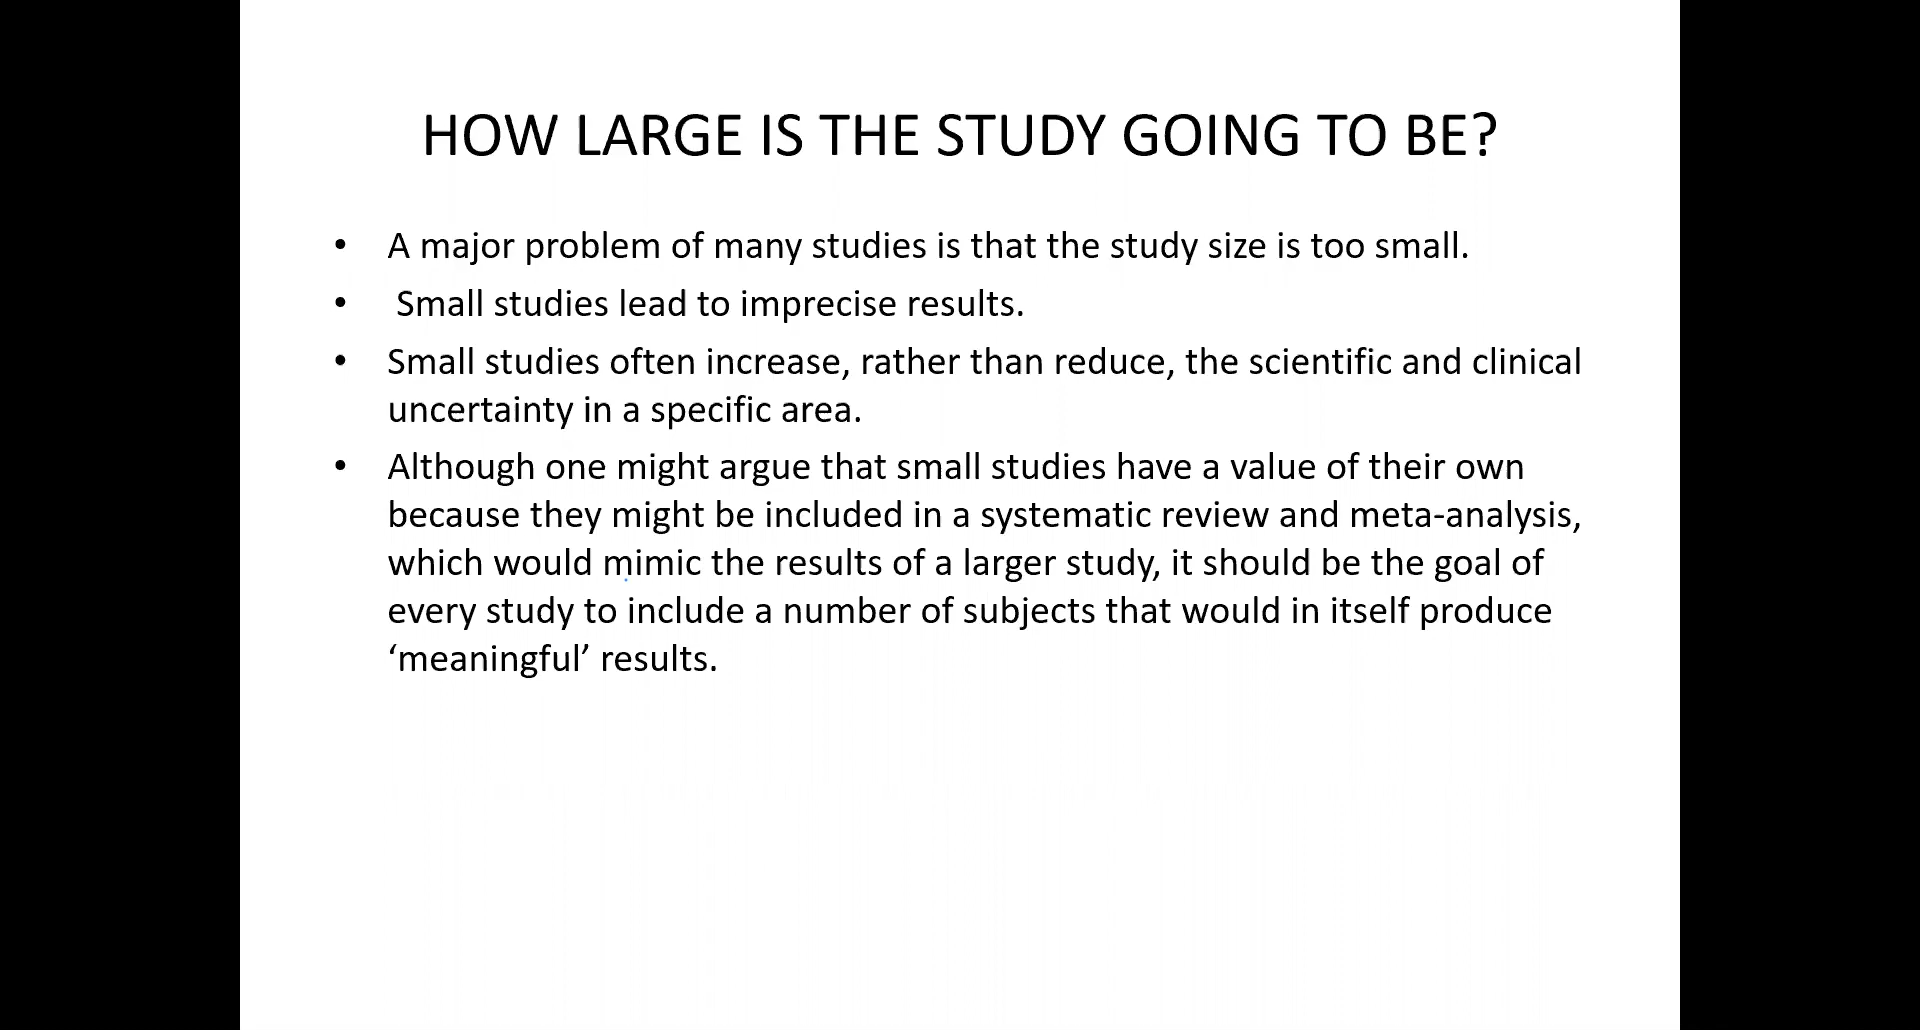 HOW LARGE IS THE STUDY GOING TO BE?
• A major problem of many studies is that the study size is too small.
• Small studies lead to imprecise results.
• Small studies often increase, rather than reduce, the scientific and clinical
uncertainty in a specific area.
• Although one might argue that small studies have a value of their own
because they might be included in a systematic review and meta-analysis,
which would mimic the results of a larger study, it should be the goal of
every study to include a number of subjects that would in itself produce
‘meaningful’ results.